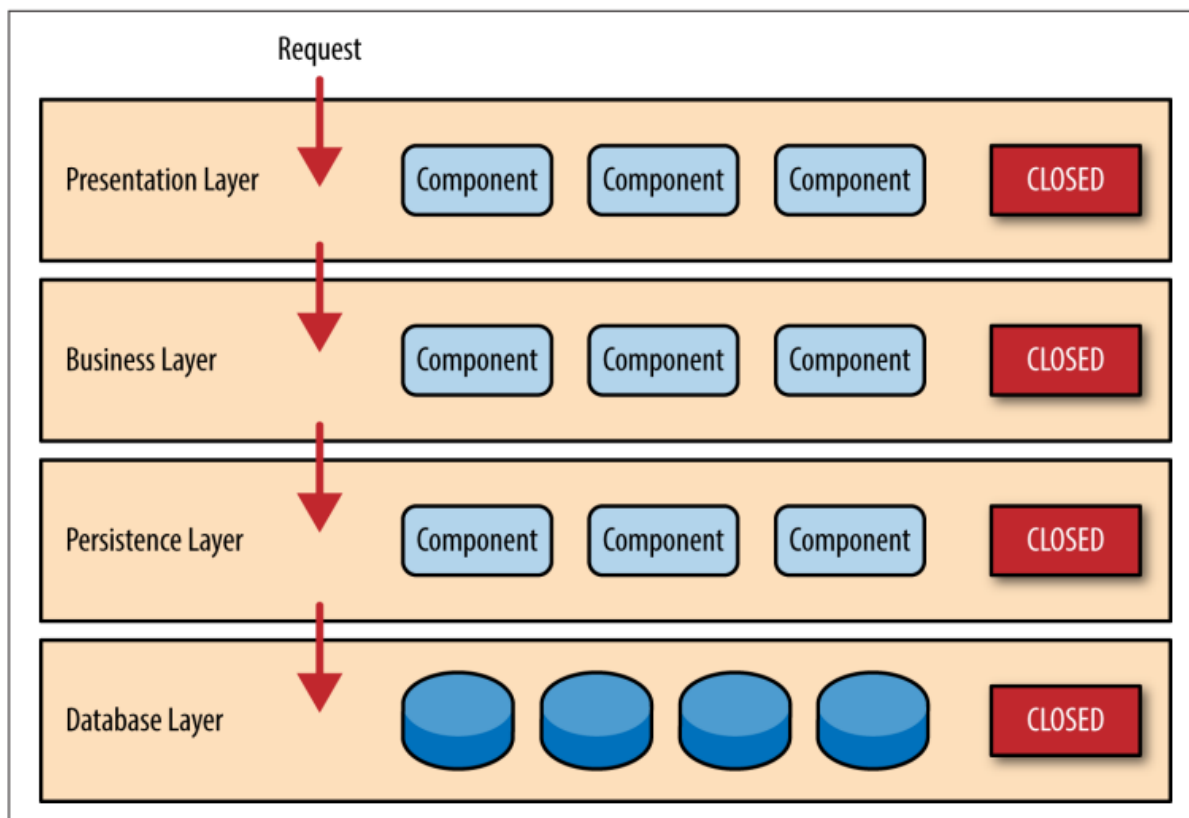 Request
Presentation Layer Component Component Component CLOSED
Business Layer Component Component Component CLOSED
Persistence Layer Component Component Component CLOSED
Database Layer CLOSED